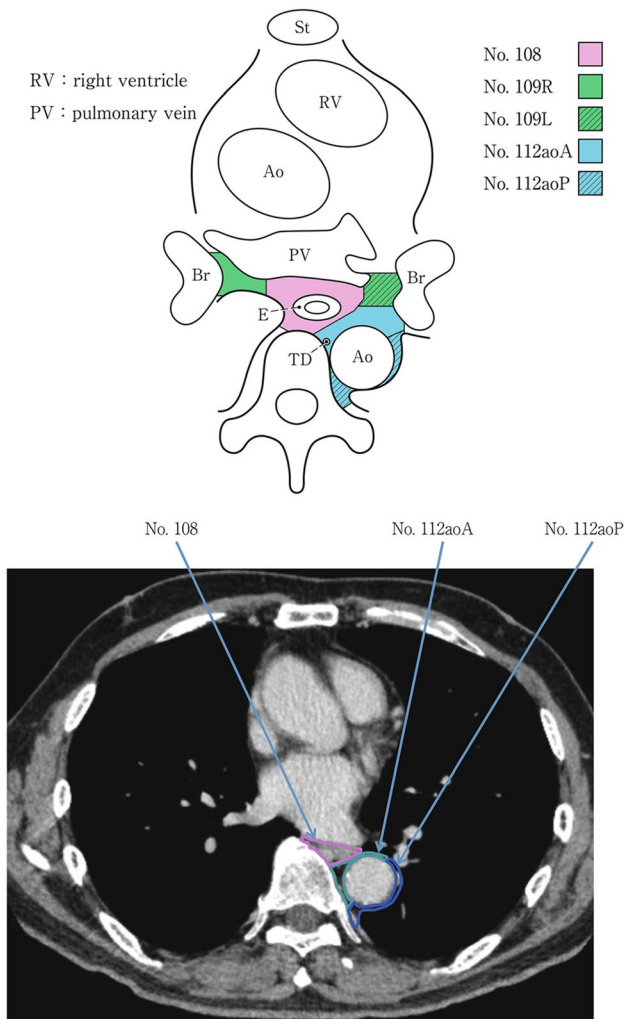 St
RV：right ventricle
PV：pulmonary vein
RV
Ao
PV
Br
Br
E
TD
Ao
No. 108
No. 109R
No. 109L
No. 112aoA
No. 112aoP
No. 108
No. 112aoA
No. 112aoP